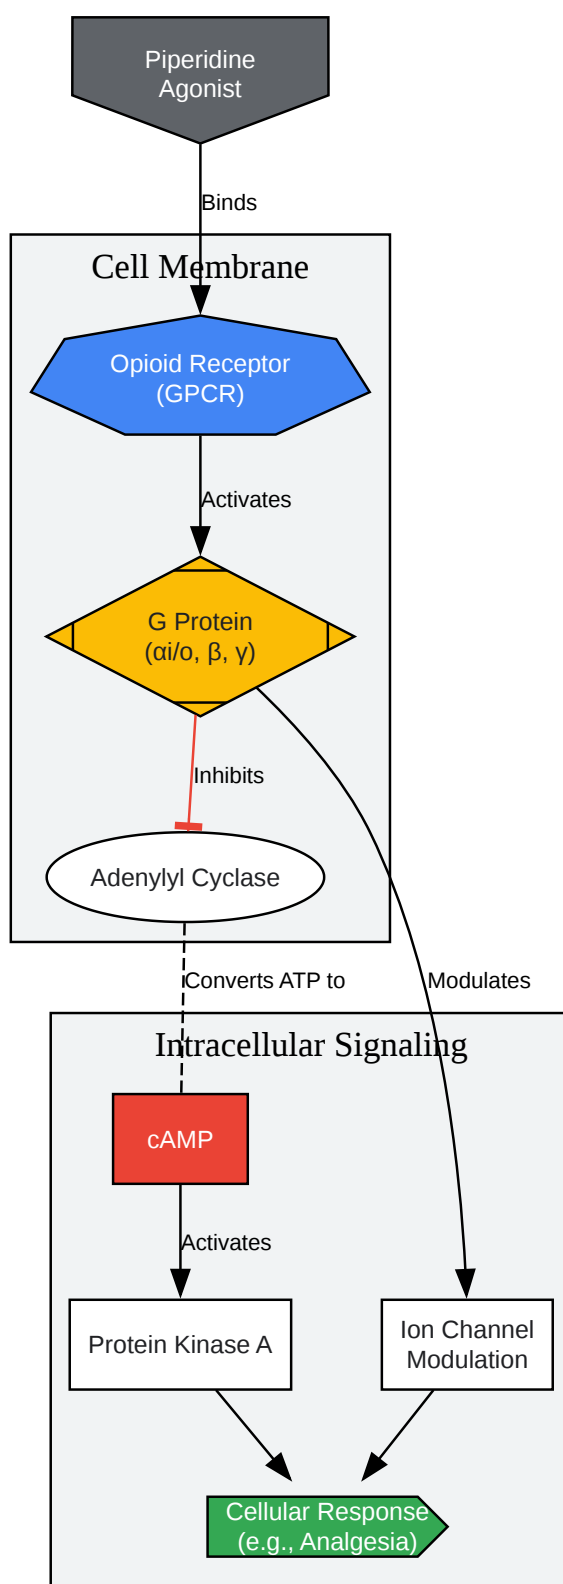 Piperidine
Agonist
Binds
Cell Membrane
Opioid Receptor
(GPCR)
Activates
G Protein
(αi/o, β, γ)
Inhibits
Adenylyl Cyclase
Converts ATP to
Modulates
Intracellular Signaling
cAMP
Activates
Protein Kinase A
Ion Channel
Modulation
Cellular Response
(e.g., Analgesia)